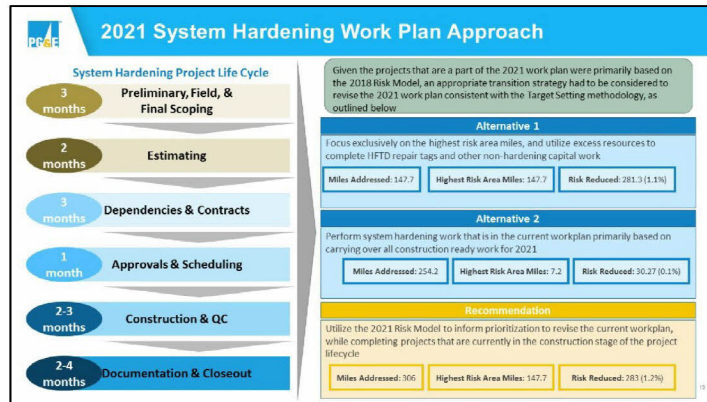 PG&E
2021 System Hardening Work Plan Approach
System Hardening Project Life Cycle
3
months
Preliminary, Field, &
Final Scoping
2
months
Estimating
3
months
Dependencies & Contracts
1
month
Approvals & Scheduling
2-3
months
Construction & QC
2-4
months
Documentation & Closeout
Given the projects that are a part of the 2021 work plan were primarily based on
the 2018 Risk Model, an appropriate transition strategy had to be considered to
revise the 2021 work plan consistent with the Target Setting methodology, as
outlined below
Alternative 1
Focus exclusively on the highest risk area miles, and utilize excess resources to
complete HFTD repair tags and other non-hardening capital work
Miles Addressed: 147.7
Highest Risk Area Miles: 147.7
Risk Reduced: 281.3 (1.1%)
Alternative 2
Perform system hardening work that is in the current workplan primarily based on
carrying over all construction ready work for 2021
Miles Addressed: 254.2
Highest Risk Area Miles: 7.2
Risk Reduced: 30.27 (0.1%)
Recommendation
Utilize the 2021 Risk Model to inform prioritization to revise the current workplan,
while completing projects that are currently in the construction stage of the project
lifecycle
Miles Addressed: 306
Highest Risk Area Miles: 147.7
Risk Reduced: 283 (1.2%)